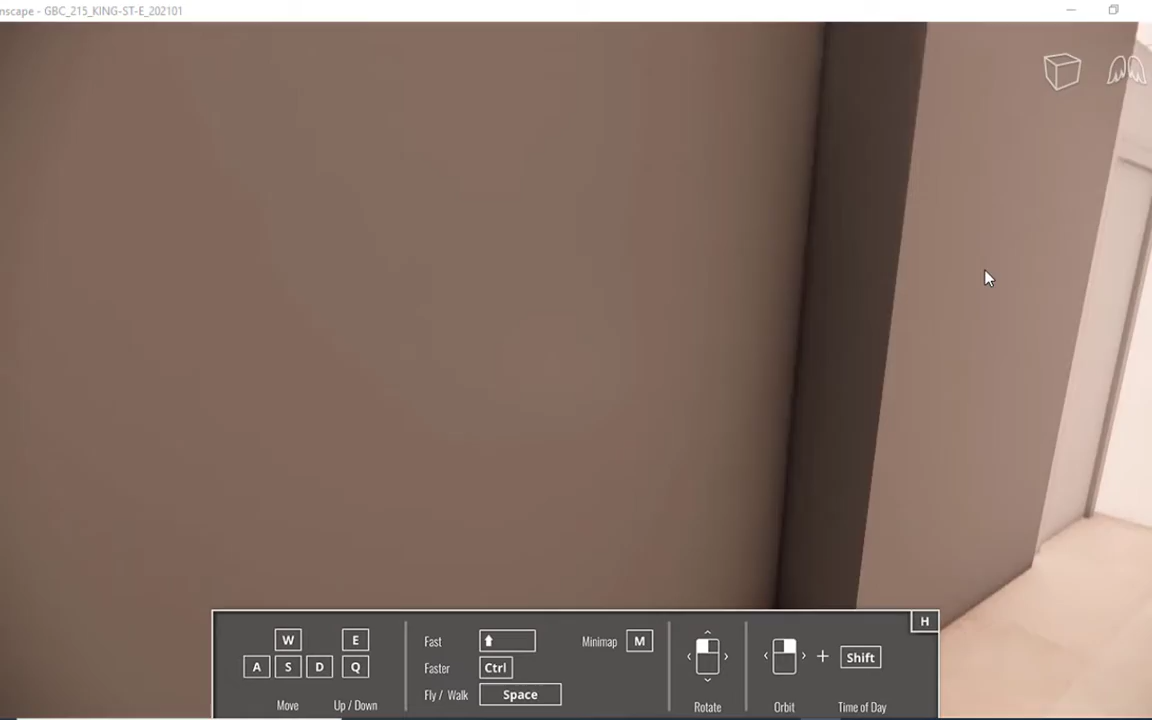 nscape - GBC_215_KING-ST-E_202101
H
W E Fast Minimap M
A S D Q Faster Ctrl + Shift
Fly / Walk Space
Move Up / Down Rotate Orbit Time of Day